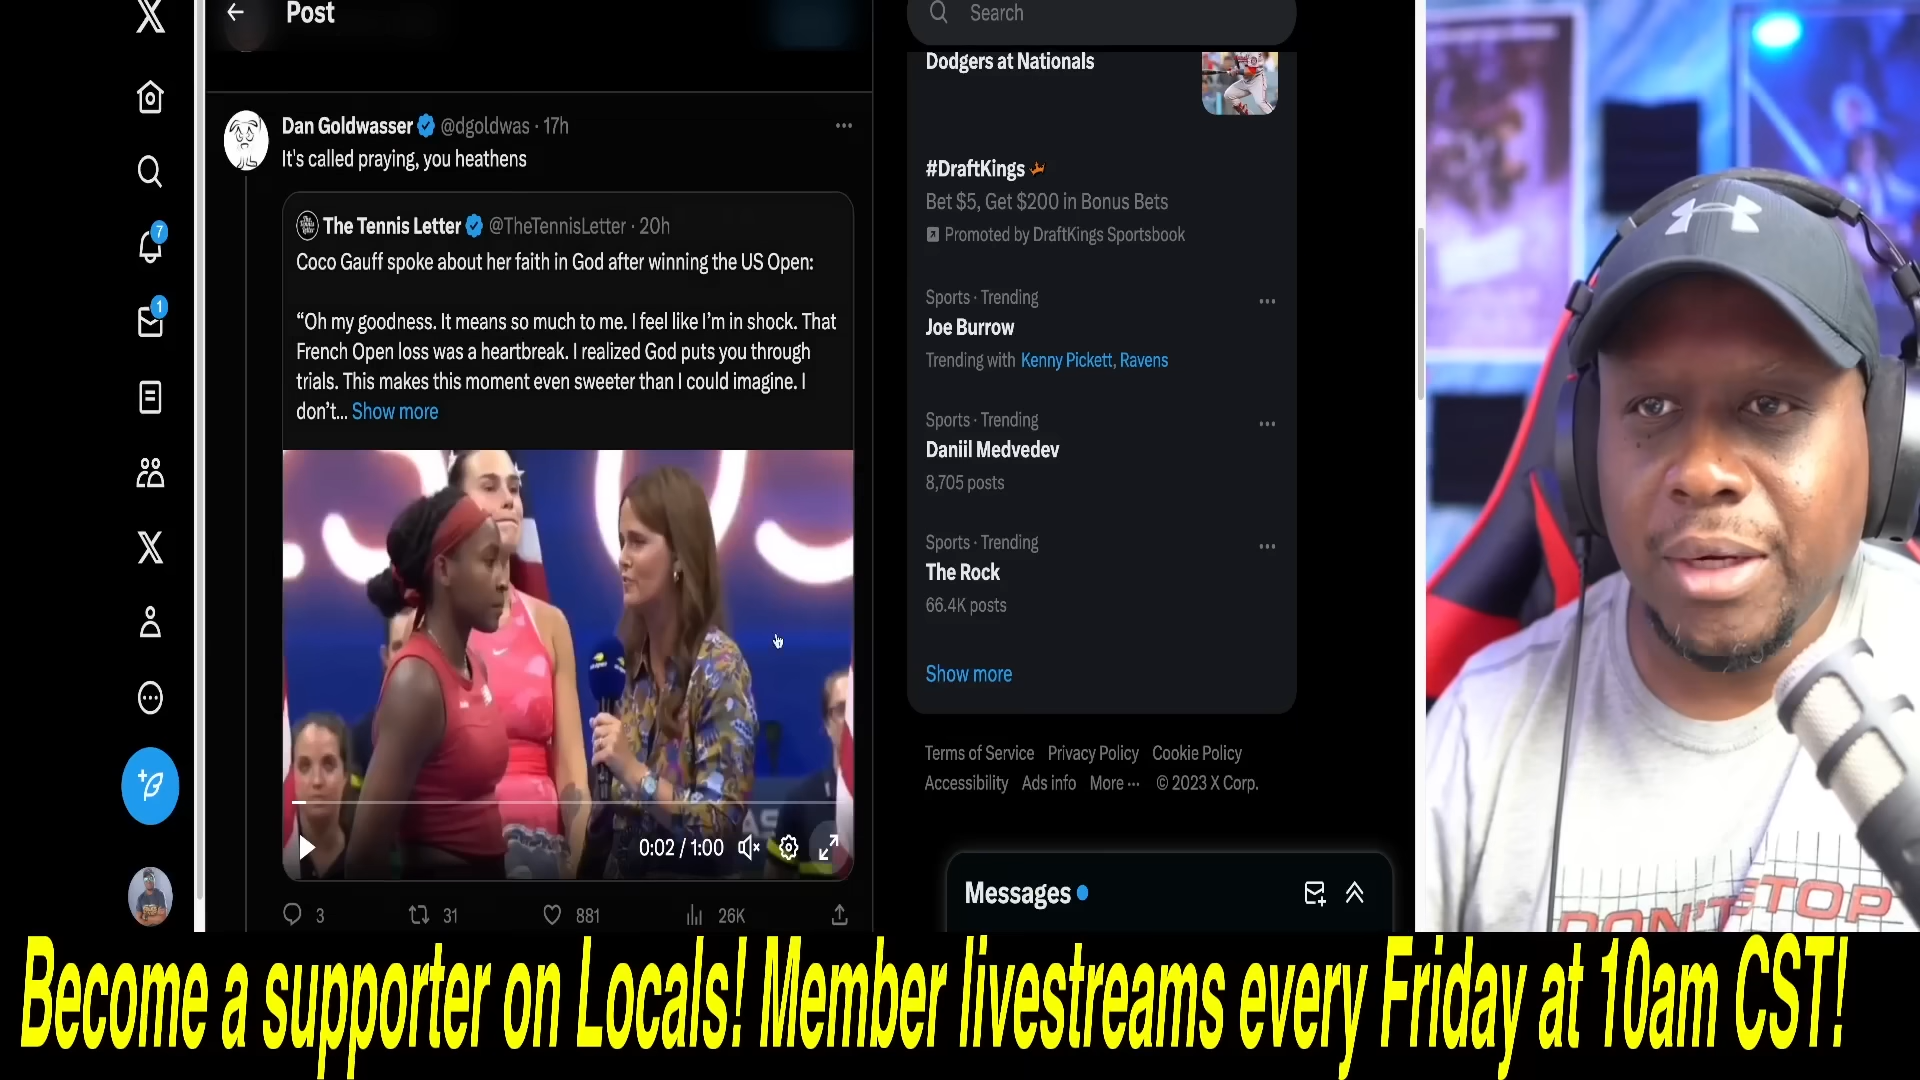 Post
Dan Goldwasser @dgoldwas · 17h
It's called praying, you heathens
The Tennis Letter @TheTennisLetter · 20h
Coco Gauff spoke about her faith in God after winning the US Open:
“Oh my goodness. It means so much to me. I feel like I’m in shock. That
French Open loss was a heartbreak. I realized God puts you through
trials. This makes this moment even sweeter than I could imagine. I
don’t... Show more
0:02 / 1:00
3 31 881 26K
7
1
Search
Dodgers at Nationals
#DraftKings
Bet $5, Get $200 in Bonus Bets
Promoted by DraftKings Sportsbook
Sports · Trending
Joe Burrow
Trending with Kenny Pickett, Ravens
Sports · Trending
Daniil Medvedev
8,705 posts
Sports · Trending
The Rock
66.4K posts
Show more
Terms of Service Privacy Policy Cookie Policy
Accessibility Ads info More ··· © 2023 X Corp.
Messages
DON'T STOP
Become a supporter on Locals! Member livestreams every Friday at 10am CST!